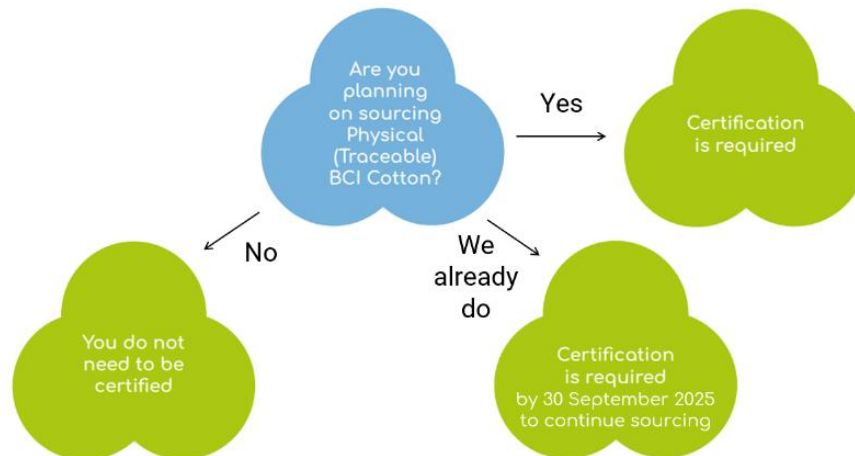 Are you
planning
on sourcing
Physical
(Traceable)
BCI Cotton?
Yes
Certification
is required
No
We
already
do
You do not
need to be
certified
Certification
is required
by 30 September 2025
to continue sourcing